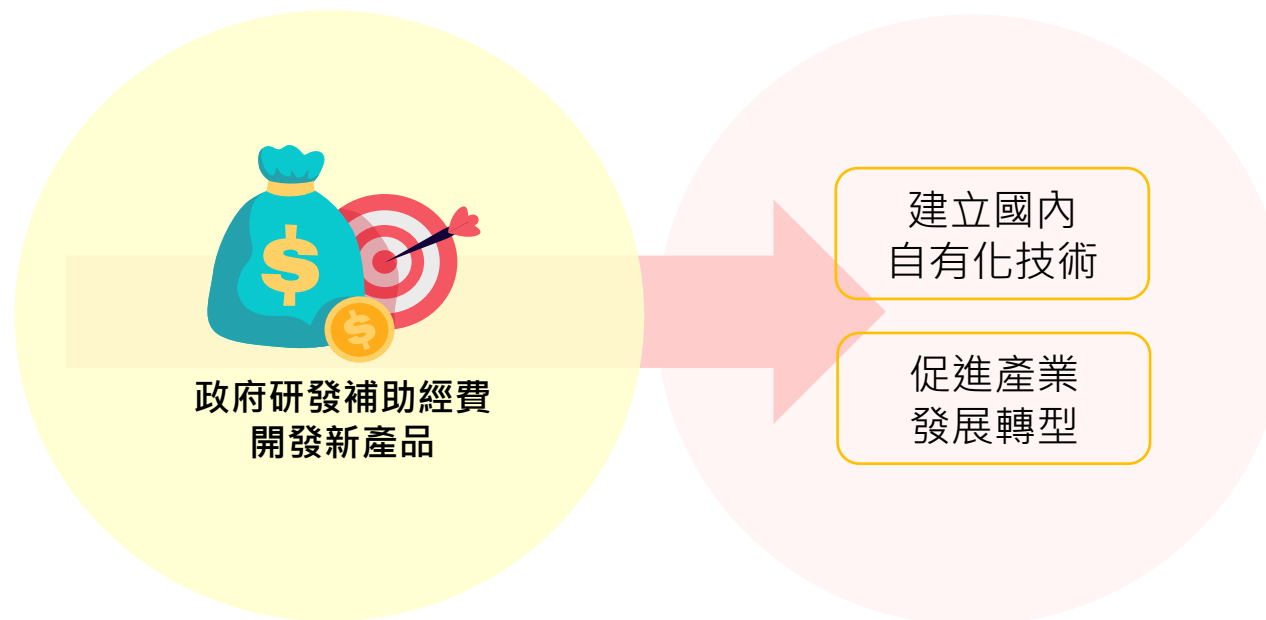 政府研發補助經費
開發新產品
建立國內
自有化技術
促進產業
發展轉型